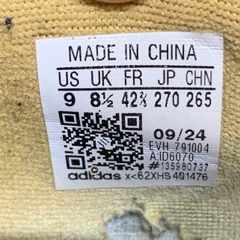 MADE IN CHINA
US UK FR JP CHN
9 8½ 42⅔ 270 265
09/24
EVH 791004
AID6070
#135980737
adidas x<62XHS401476